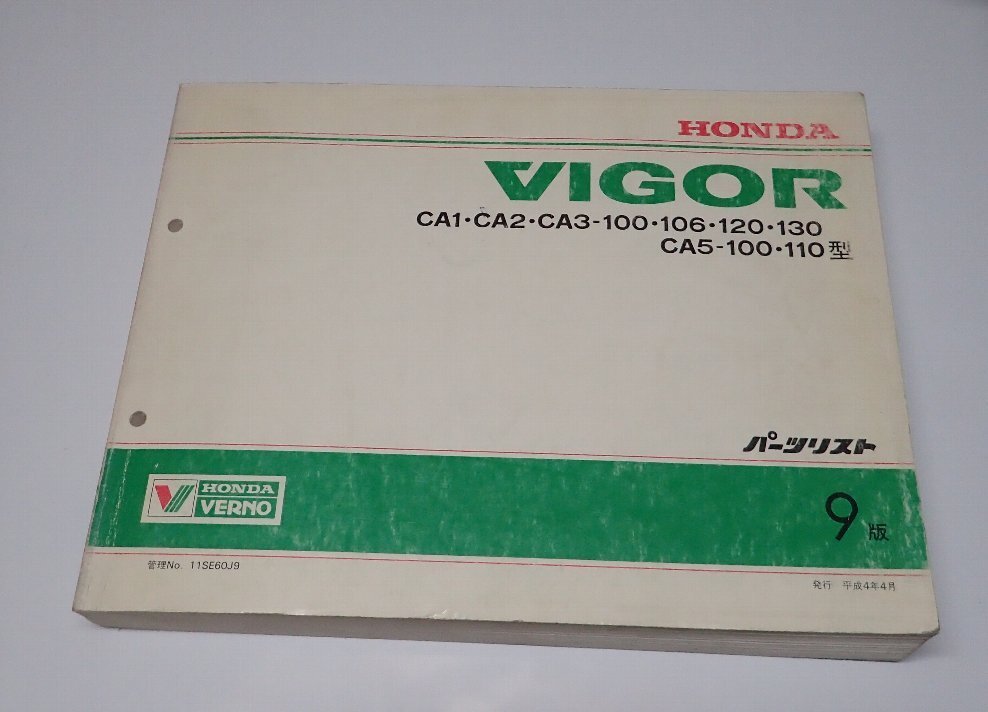 HONDA
VIGOR
CA1・CA2・CA3-100・106・120・130
CA5-100・110型
パーツリスト
HONDA
VERNO
9版
管理No. 11SE60J9
発行 平成4年4月